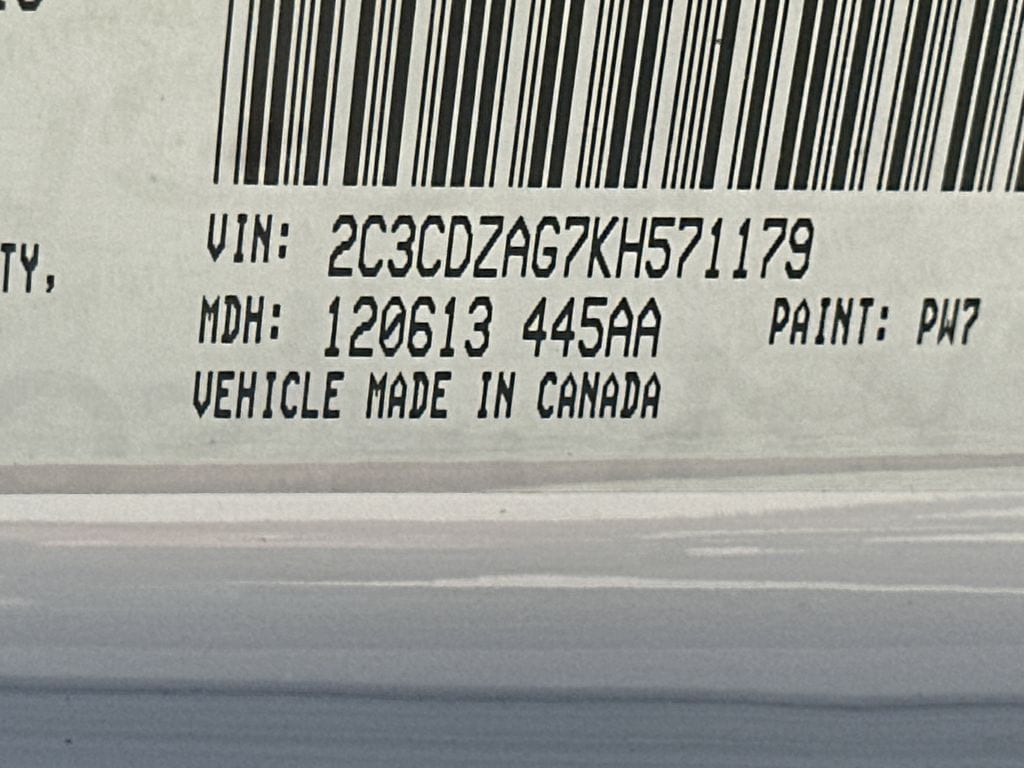 TY,
VIN: 2C3CDZAG7KH571179
MDH: 120613 445AA PAINT: PW7
VEHICLE MADE IN CANADA